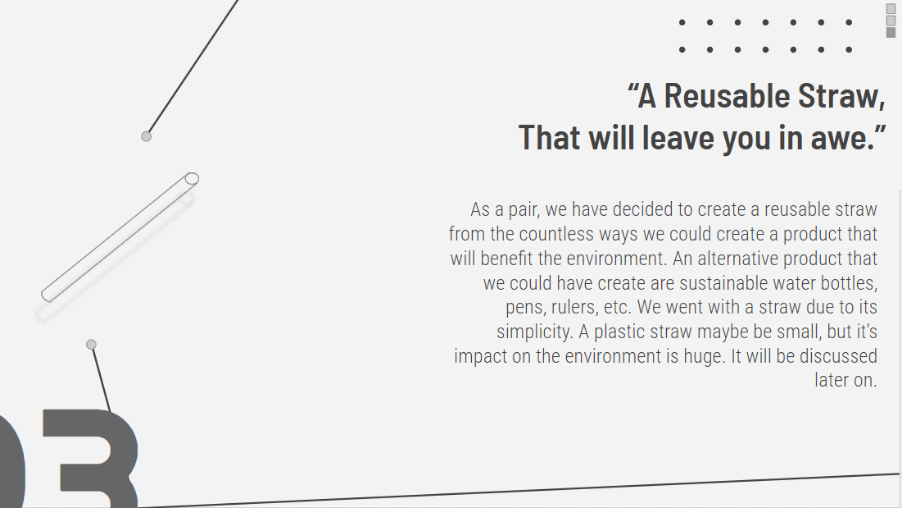 “A Reusable Straw,
That will leave you in awe.”
As a pair, we have decided to create a reusable straw
from the countless ways we could create a product that
will benefit the environment. An alternative product that
we could have create are sustainable water bottles,
pens, rulers, etc. We went with a straw due to its
simplicity. A plastic straw maybe be small, but it’s
impact on the environment is huge. It will be discussed
later on.
03